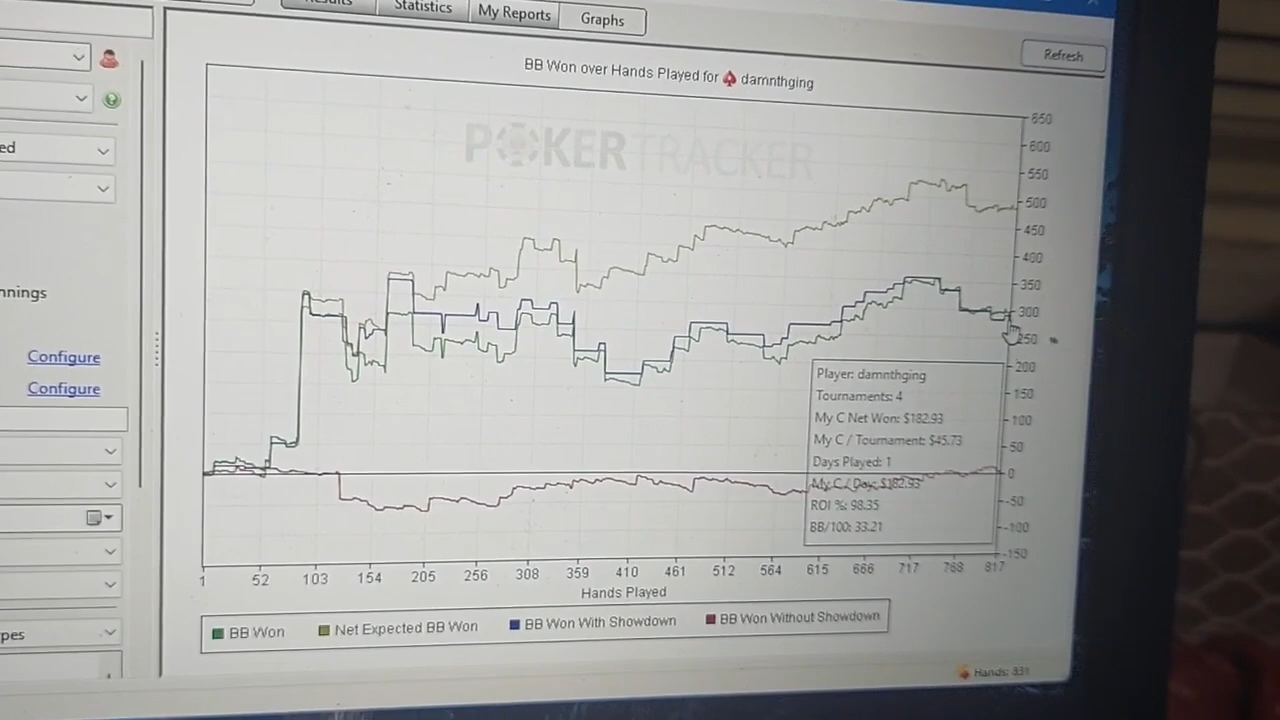 Results Statistics My Reports Graphs
Refresh
BB Won over Hands Played for damnthging
POKERTRACKER
650
600
550
500
450
400
350
300
250
200
150
100
50
0
-50
-100
-150
ed
nnings
Configure
Configure
pes
Player: damnthging
Tournaments: 4
My C Net Won: $182.93
My C / Tournament: $45.73
Days Played: 1
My C / Day: $182.93
ROI %: 98.35
BB/100: 33.21
1 52 103 154 205 256 308 359 410 461 512 564 615 666 717 768 817
Hands Played
BB Won Net Expected BB Won BB Won With Showdown BB Won Without Showdown
Hands: 831